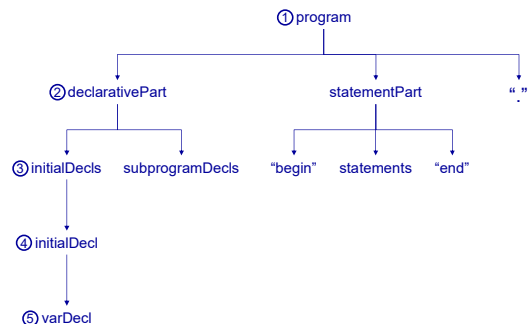 ① program
② declarativePart statementPart “.”
③ initialDecls subprogramDecls “begin” statements “end”
④ initialDecl
⑤ varDecl